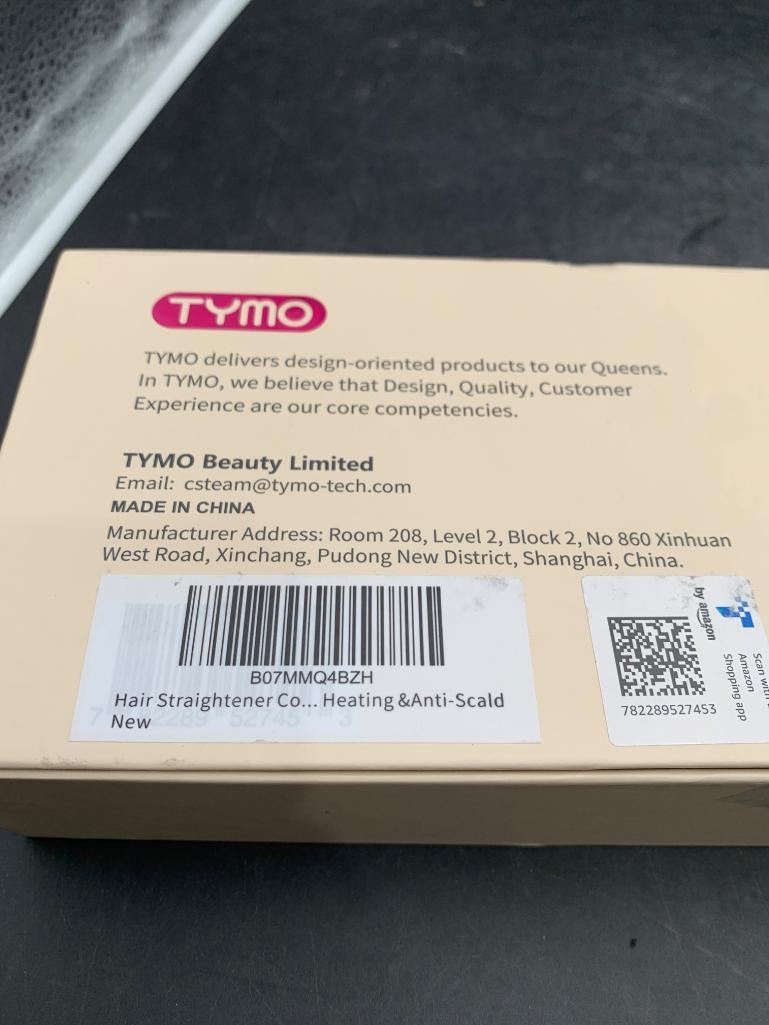 TYMO
TYMO delivers design-oriented products to our Queens.
In TYMO, we believe that Design, Quality, Customer
Experience are our core competencies.
TYMO Beauty Limited
Email: csteam@tymo-tech.com
MADE IN CHINA
Manufacturer Address: Room 208, Level 2, Block 2, No 860 Xinhuan
West Road, Xinchang, Pudong New District, Shanghai, China.
B07MMQ4BZH
Hair Straightener Co... Heating &Anti-Scald
New
by amazon
Scan with
Amazon
Shopping app
782289527453